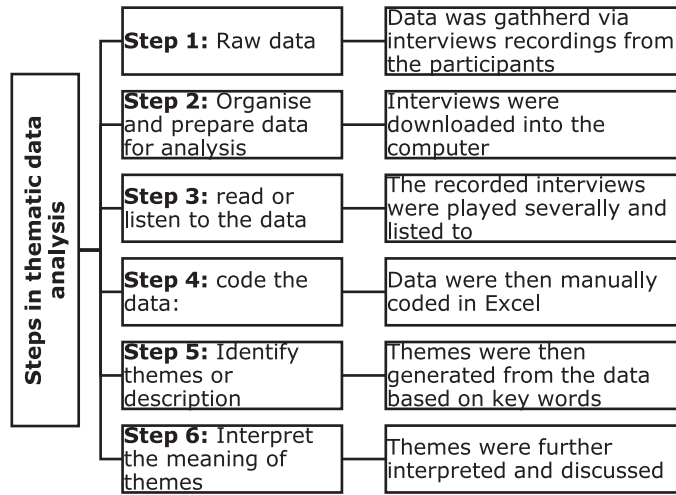 Steps in thematic data
analysis
Step 1: Raw data
Data was gathherd via
interviews recordings from
the participants
Step 2: Organise
and prepare data
for analysis
Interviews were
downloaded into the
computer
Step 3: read or
listen to the data
The recorded interviews
were played severally and
listed to
Step 4: code the
data:
Data were then manually
coded in Excel
Step 5: Identify
themes or
description
Themes were then
generated from the data
based on key words
Step 6: Interpret
the meaning of
themes
Themes were further
interpreted and discussed